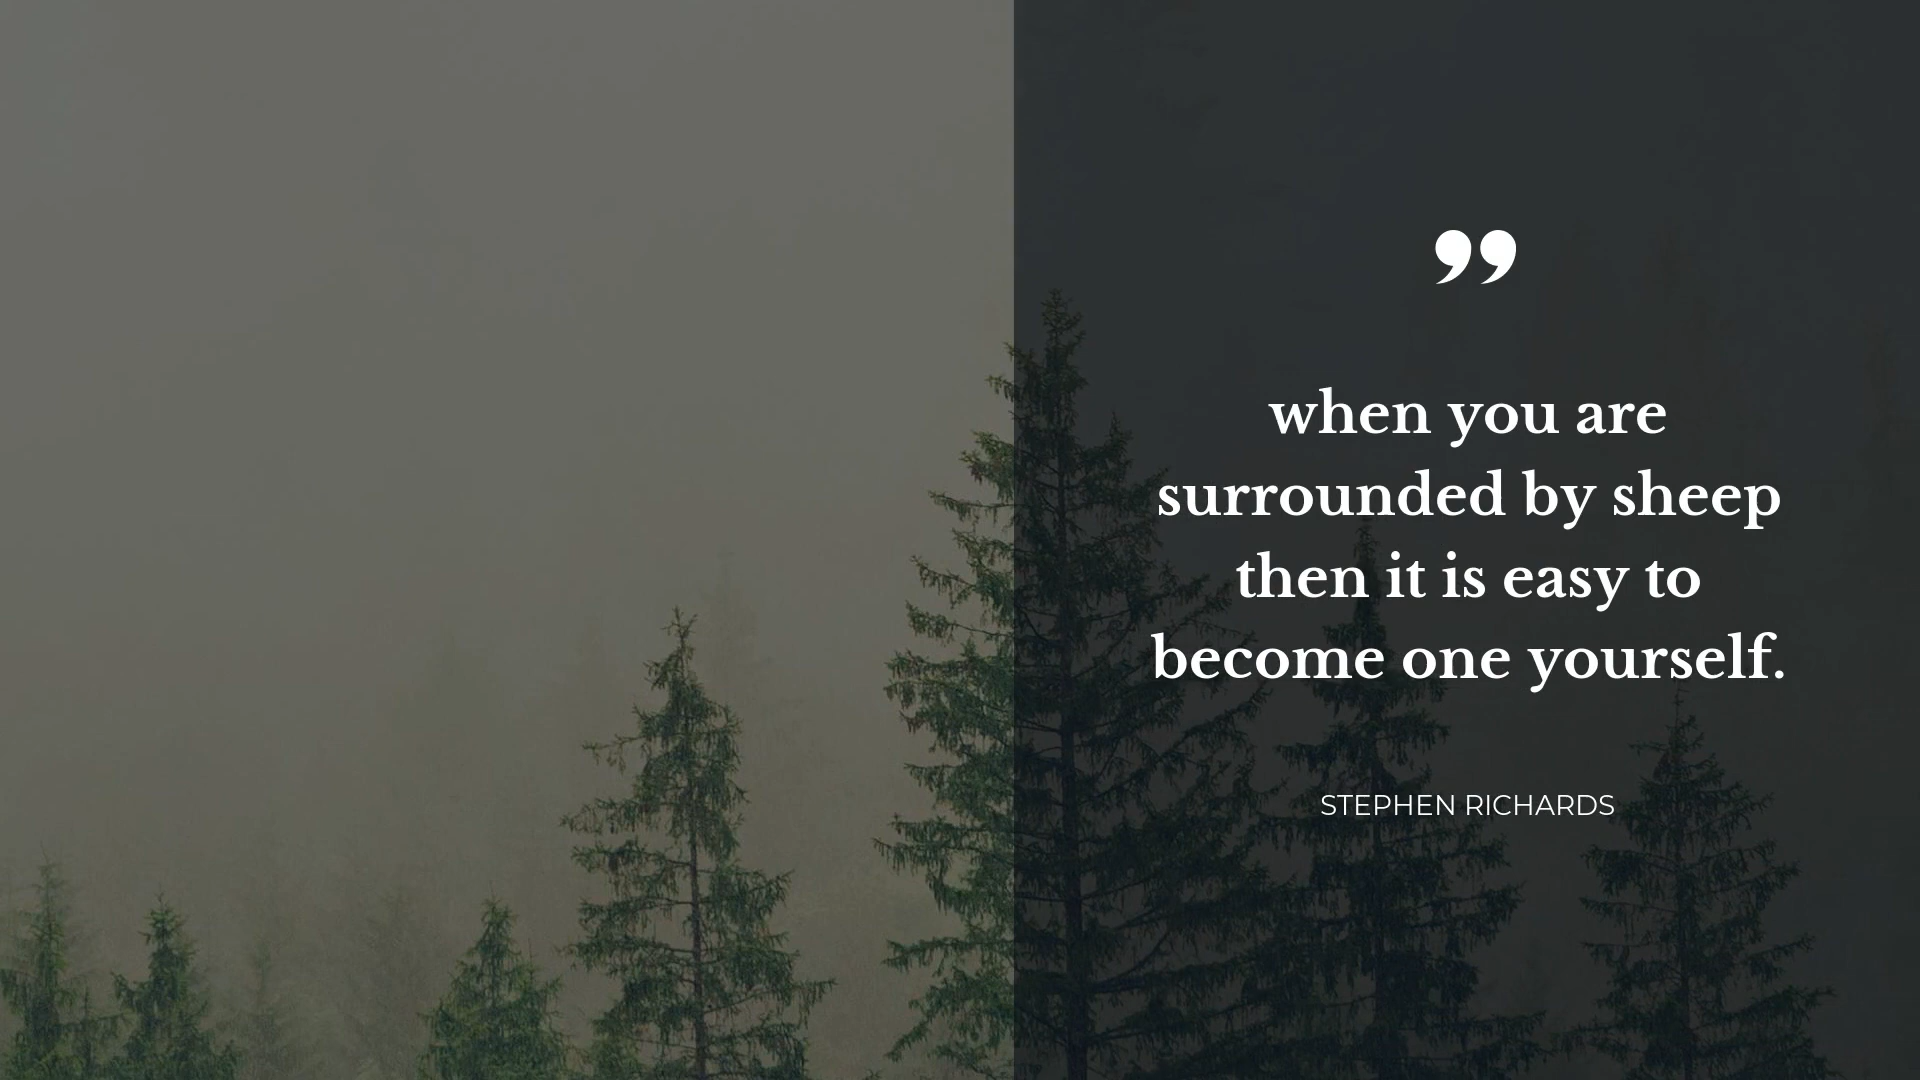 ”
when you are
surrounded by sheep
then it is easy to
become one yourself.
STEPHEN RICHARDS